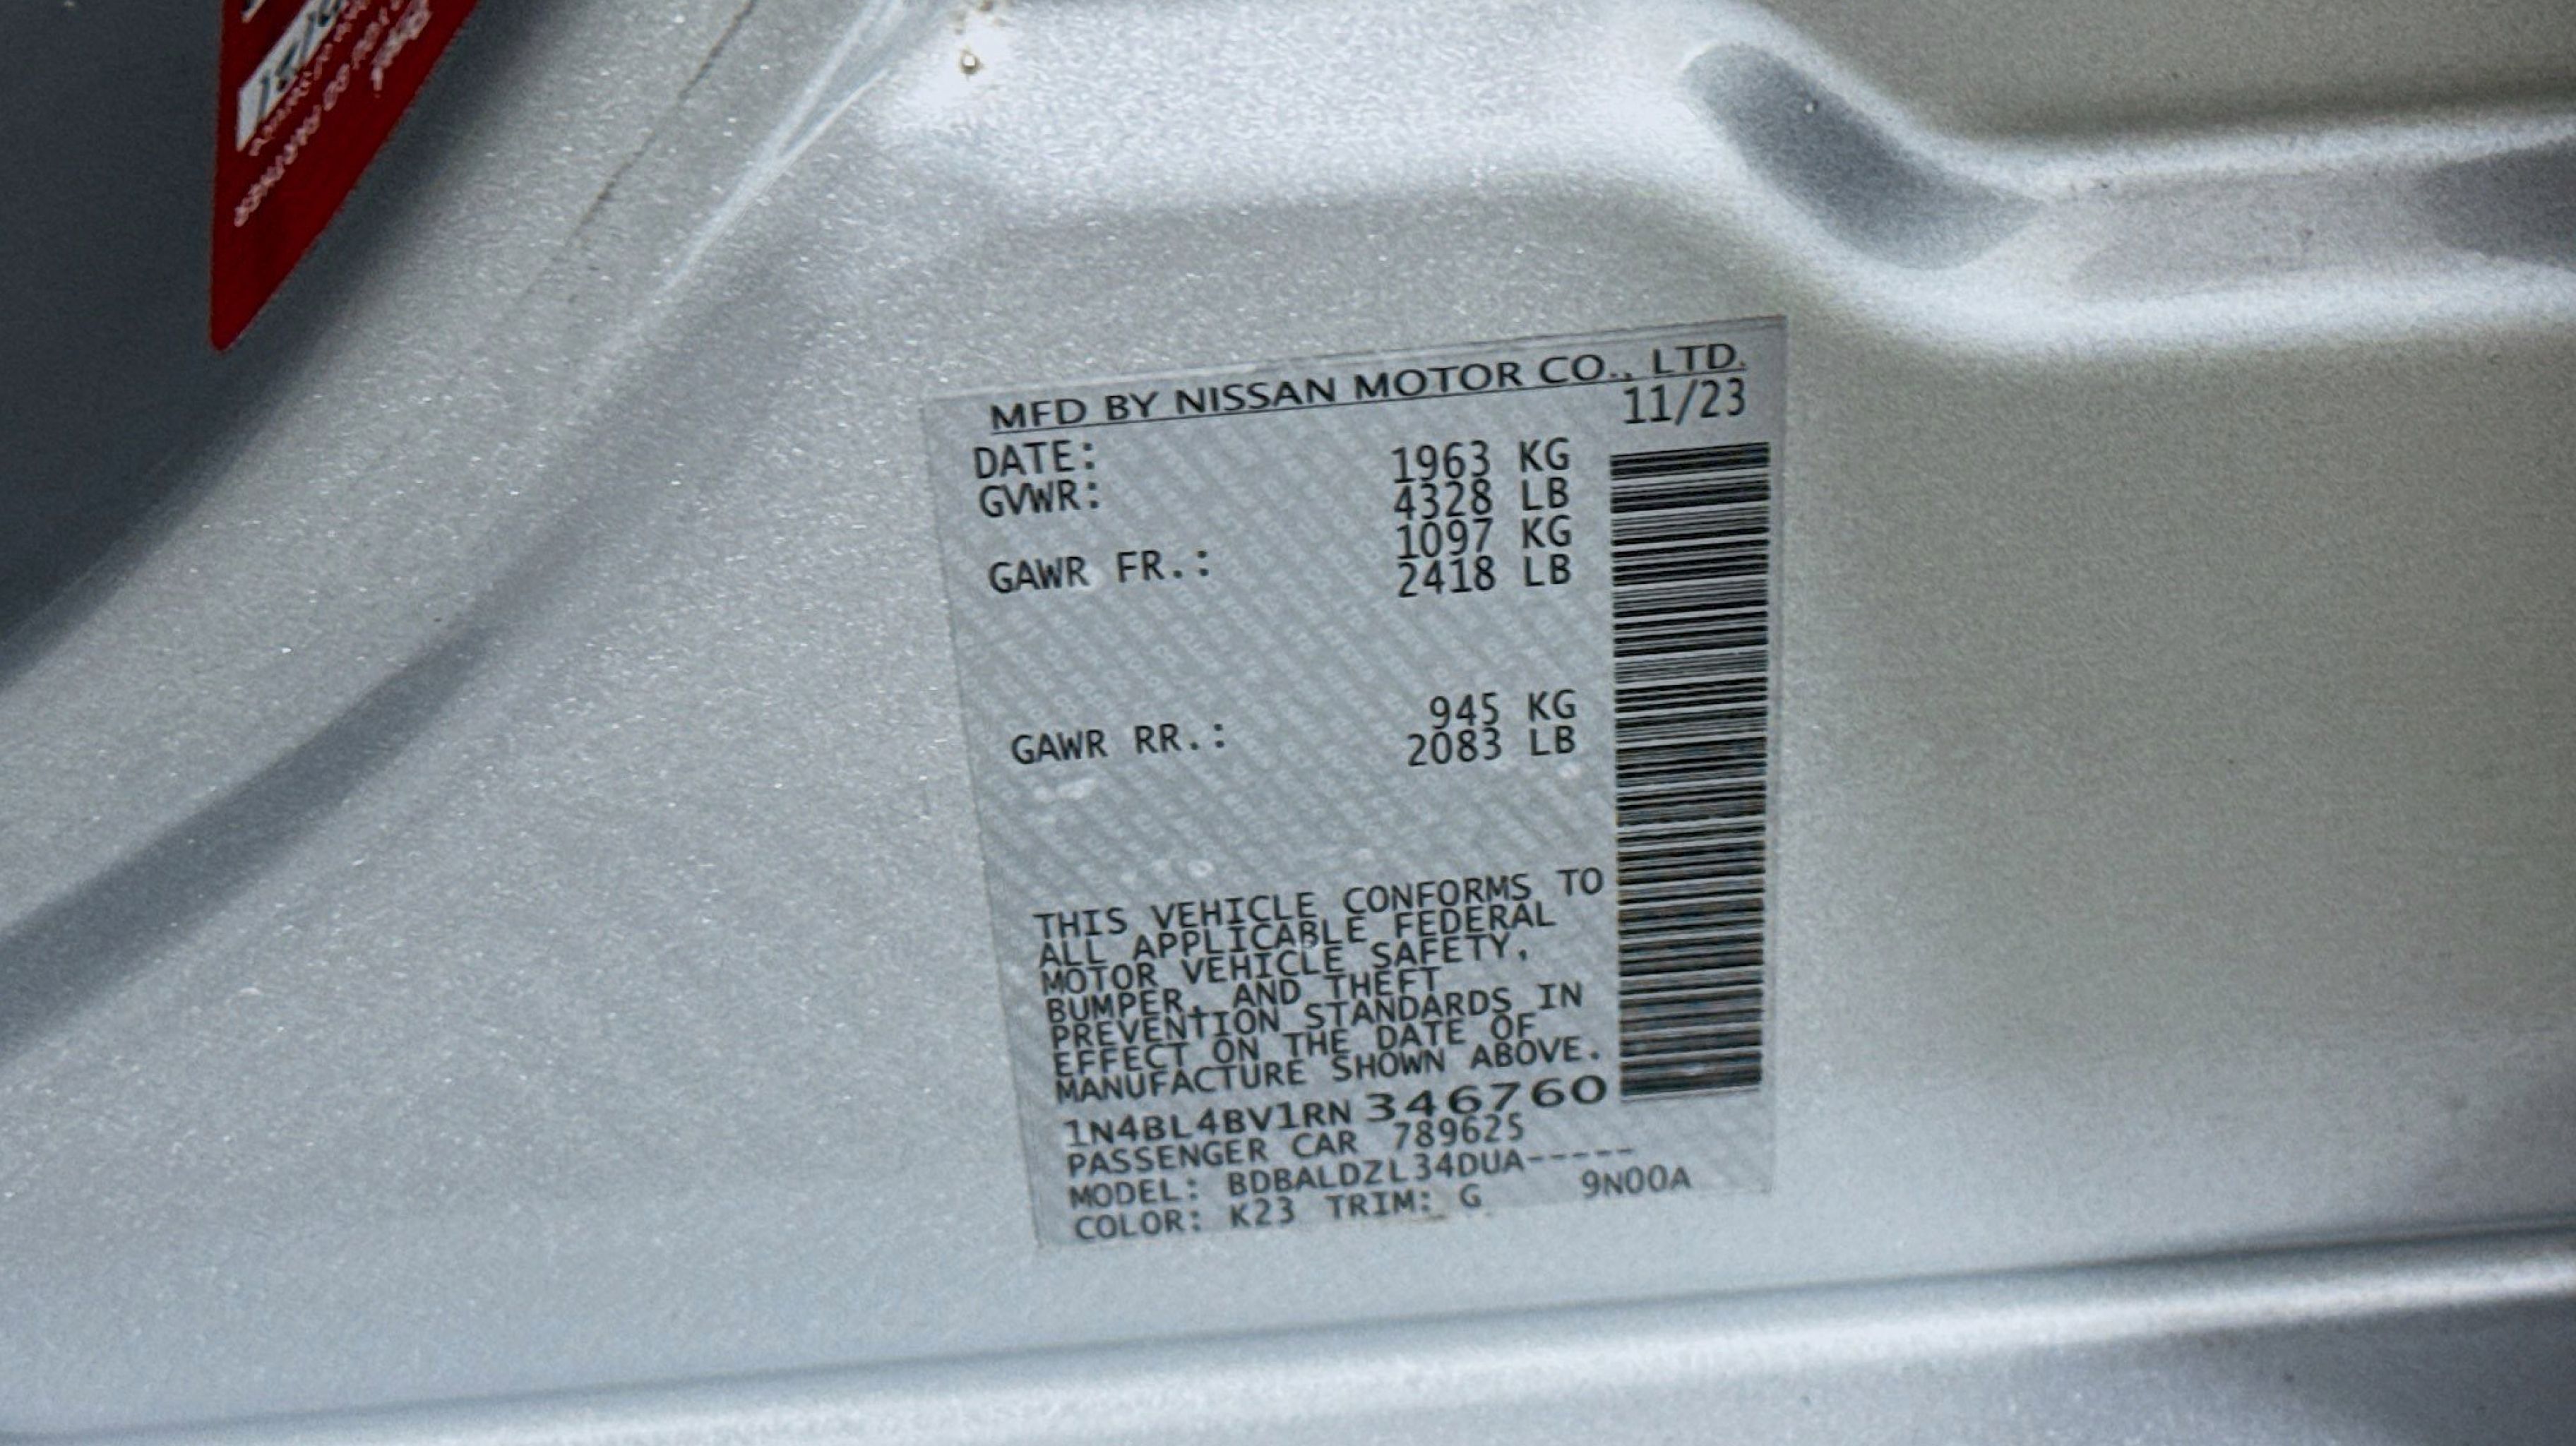 MFD BY NISSAN MOTOR CO., LTD.
DATE: 11/23
GVWR: 1963 KG
4328 LB
GAWR FR.: 1097 KG
2418 LB
GAWR RR.: 945 KG
2083 LB
THIS VEHICLE CONFORMS TO
ALL APPLICABLE FEDERAL
MOTOR VEHICLE SAFETY,
BUMPER, AND THEFT
PREVENTION STANDARDS IN
EFFECT ON THE DATE OF
MANUFACTURE SHOWN ABOVE.
1N4BL4BV1RN 346760
PASSENGER CAR 78962S
MODEL: BDBALDZL34DUA-----
COLOR: K23 TRIM: G 9N00A